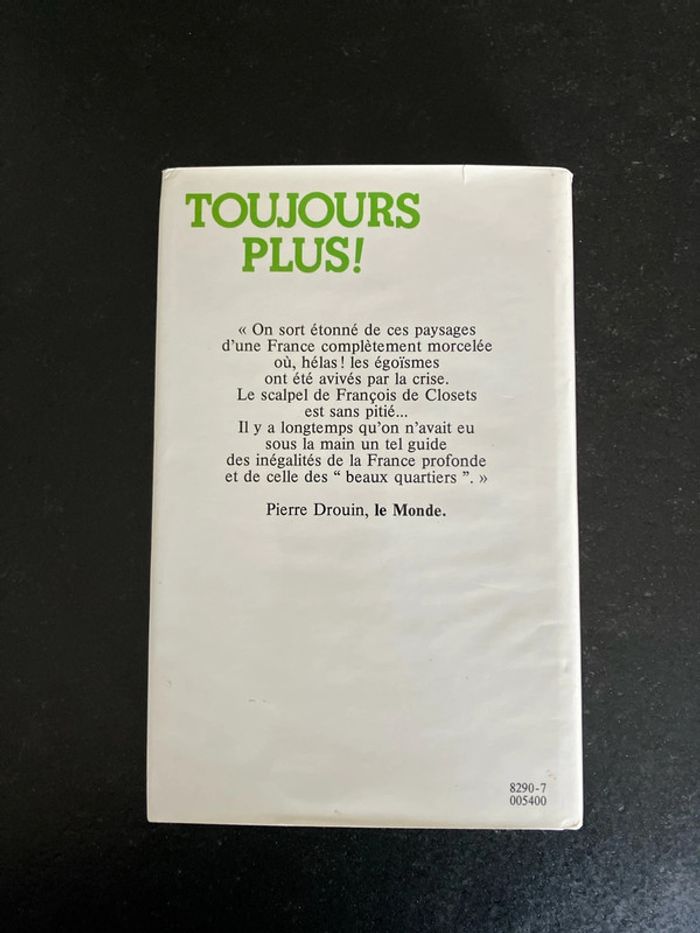 TOUJOURS
PLUS!
« On sort étonné de ces paysages
d'une France complètement morcelée
où, hélas! les égoïsmes
ont été avivés par la crise.
Le scalpel de François de Closets
est sans pitié...
Il y a longtemps qu'on n'avait eu
sous la main un tel guide
des inégalités de la France profonde
et de celle des “ beaux quartiers ”. »
Pierre Drouin, le Monde.
8290-7
005400